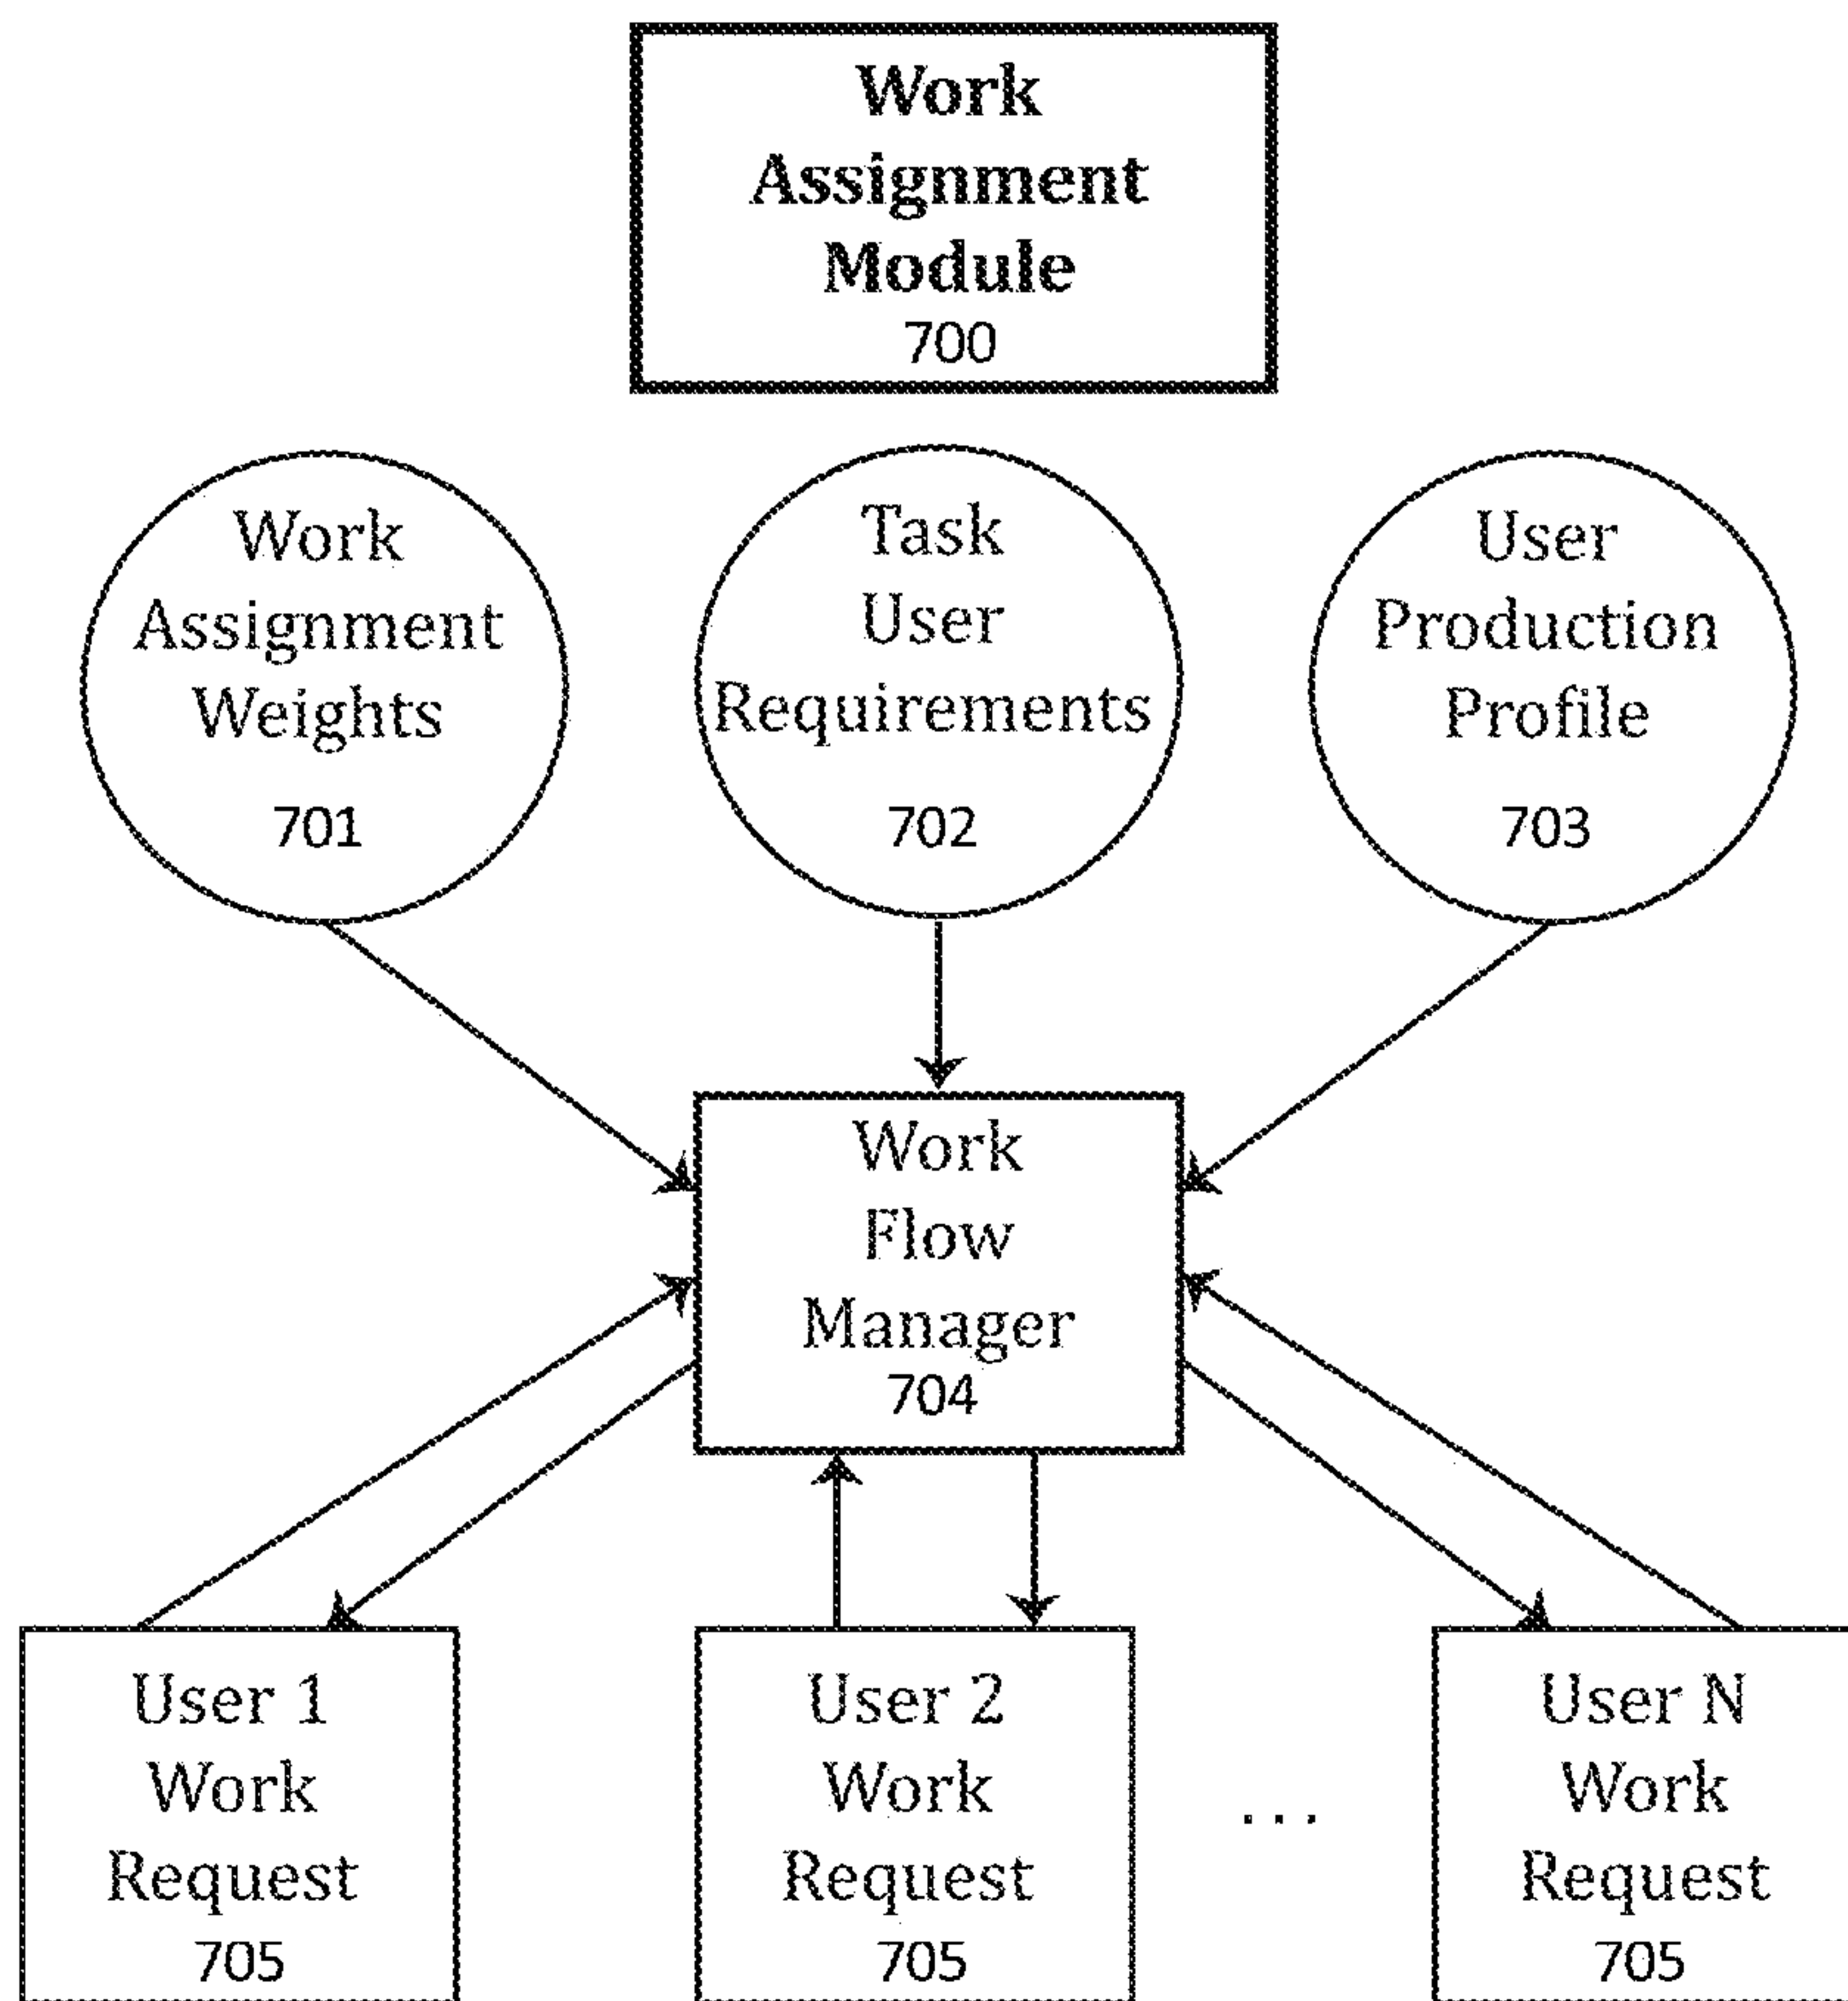 Work
Assignment
Module
700
Work
Assignment
Weights
701
Task
User
Requirements
702
User
Production
Profile
703
Work
Flow
Manager
704
User 1
Work
Request
705
User 2
Work
Request
705
...
User N
Work
Request
705